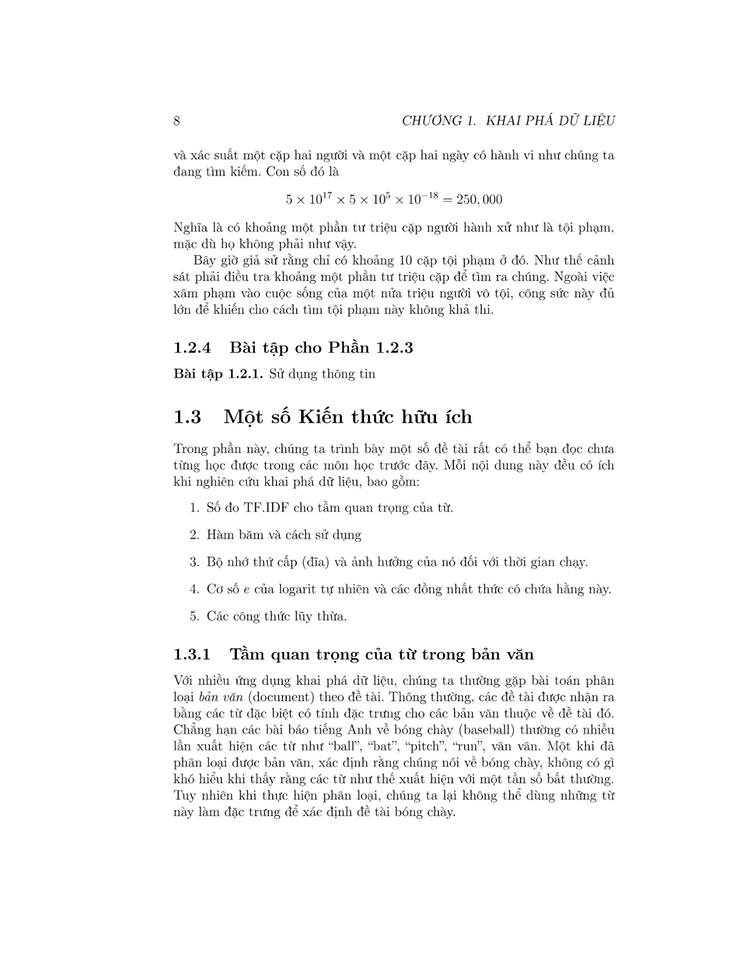 8 CHƯƠNG 1. KHAI PHÁ DỮ LIỆU
và xác suất một cặp hai người và một cặp hai ngày có hành vi như chúng ta
đang tìm kiếm. Con số đó là
5 × 10^17 × 5 × 10^5 × 10^−18 = 250, 000
Nghĩa là có khoảng một phần tư triệu cặp người hành xử như là tội phạm,
mặc dù họ không phải như vậy.
Bây giờ giả sử rằng chỉ có khoảng 10 cặp tội phạm ở đó. Như thế cảnh
sát phải điều tra khoảng một phần tư triệu cặp để tìm ra chúng. Ngoài việc
xâm phạm vào cuộc sống của một nửa triệu người vô tội, công sức này đủ
lớn để khiến cho cách tìm tội phạm này không khả thi.
1.2.4 Bài tập cho Phần 1.2.3
Bài tập 1.2.1. Sử dụng thông tin
1.3 Một số Kiến thức hữu ích
Trong phần này, chúng ta trình bày một số đề tài rất có thể bạn đọc chưa
từng học được trong các môn học trước đây. Mỗi nội dung này đều có ích
khi nghiên cứu khai phá dữ liệu, bao gồm:
1. Số đo TF.IDF cho tầm quan trọng của từ.
2. Hàm băm và cách sử dụng
3. Bộ nhớ thứ cấp (đĩa) và ảnh hưởng của nó đối với thời gian chạy.
4. Cơ số e của logarit tự nhiên và các đồng nhất thức có chứa hằng này.
5. Các công thức lũy thừa.
1.3.1 Tầm quan trọng của từ trong bản văn
Với nhiều ứng dụng khai phá dữ liệu, chúng ta thường gặp bài toán phân
loại bản văn (document) theo đề tài. Thông thường, các đề tài được nhận ra
bằng các từ đặc biệt có tính đặc trưng cho các bản văn thuộc về đề tài đó.
Chẳng hạn các bài báo tiếng Anh về bóng chày (baseball) thường có nhiều
lần xuất hiện các từ như “ball”, “bat”, “pitch”, “run”, vân vân. Một khi đã
phân loại được bản văn, xác định rằng chúng nói về bóng chày, không có gì
khó hiểu khi thấy rằng các từ như thế xuất hiện với một tần số bất thường.
Tuy nhiên khi thực hiện phân loại, chúng ta lại không thể dùng những từ
này làm đặc trưng để xác định đề tài bóng chày.